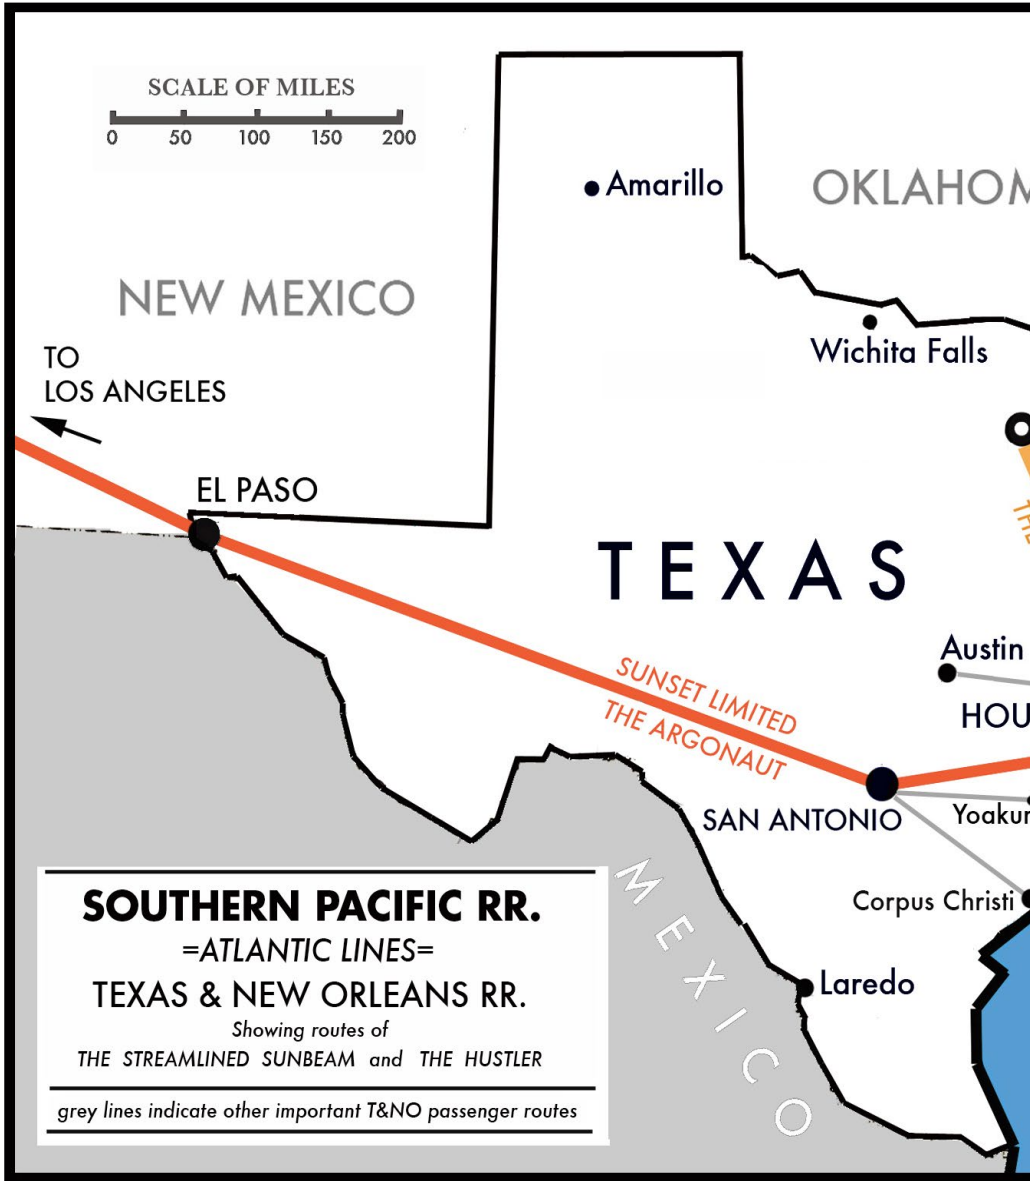 SCALE OF MILES
0 50 100 150 200
Amarillo
OKLAHOM
NEW MEXICO
Wichita Falls
TO
LOS ANGELES
EL PASO
THE
TEXAS
Austin
SUNSET LIMITED
THE ARGONAUT
HOU
SAN ANTONIO
Yoakum
Corpus Christi
MEXICO
Laredo
SOUTHERN PACIFIC RR.
=ATLANTIC LINES=
TEXAS & NEW ORLEANS RR.
Showing routes of
THE STREAMLINED SUNBEAM and THE HUSTLER
grey lines indicate other important T&NO passenger routes